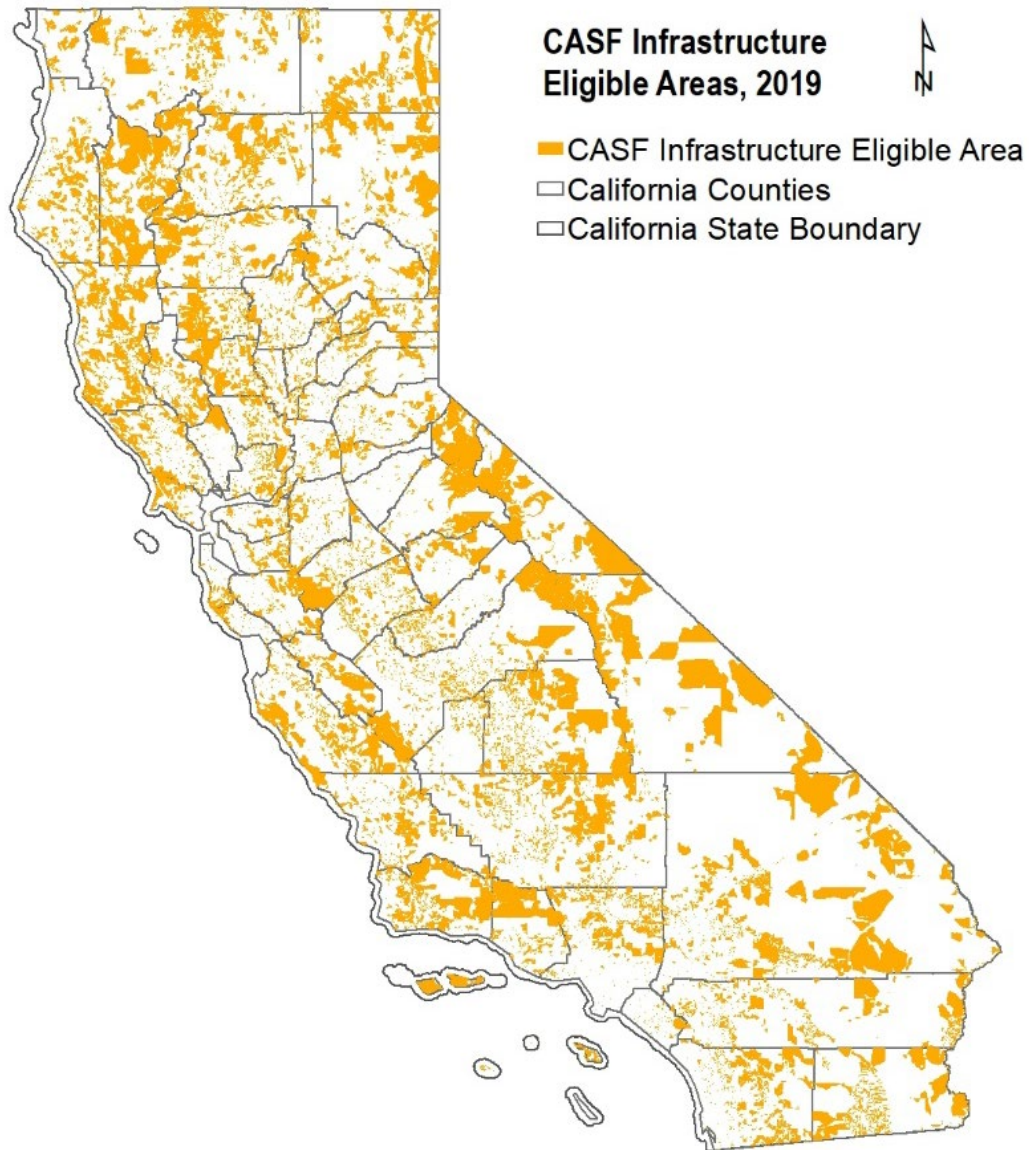 CASF Infrastructure
Eligible Areas, 2019
N
CASF Infrastructure Eligible Area
California Counties
California State Boundary